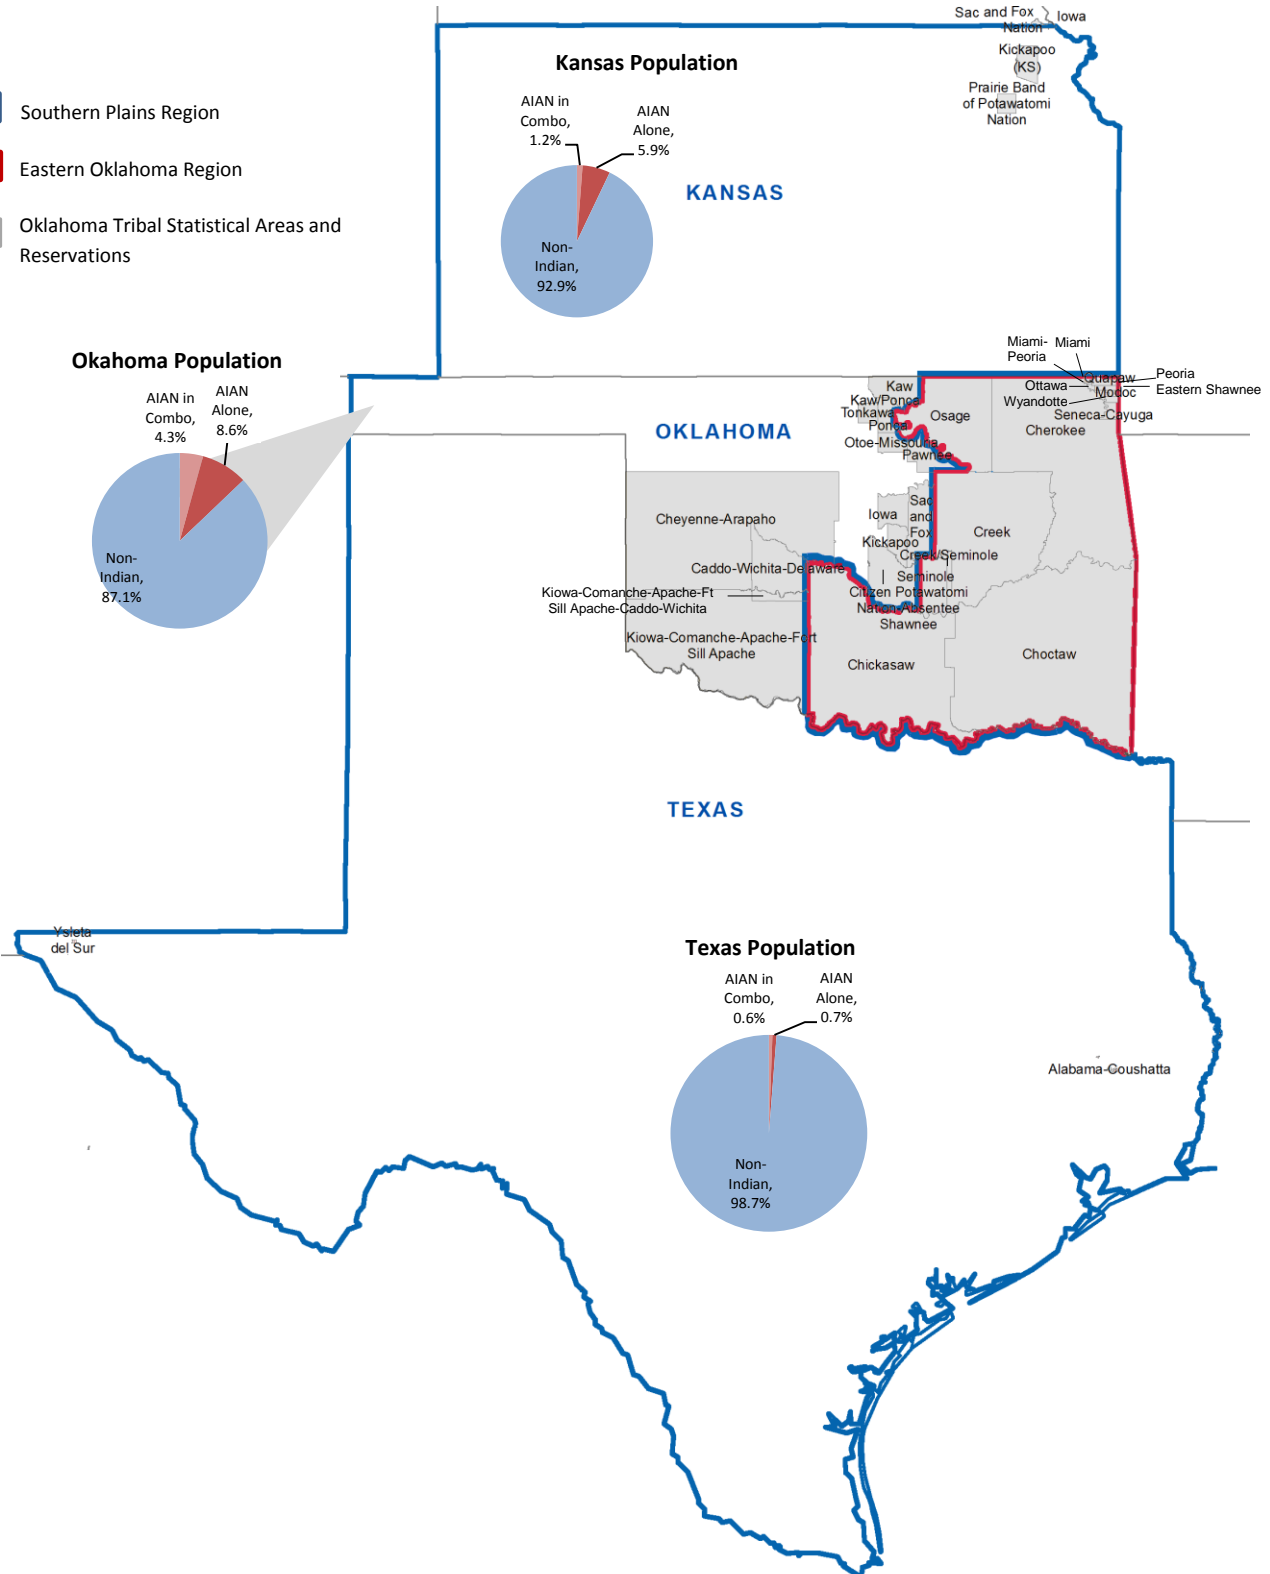 Sac and Fox
Nation
Iowa
Kickapoo
(KS)
Prairie Band
of Potawatomi
Nation
Kansas Population
AIAN in
Combo,
1.2%
AIAN
Alone,
5.9%
Non-
Indian,
92.9%
KANSAS
Southern Plains Region
Eastern Oklahoma Region
Oklahoma Tribal Statistical Areas and
Reservations
Okahoma Population
AIAN in
Combo,
4.3%
AIAN
Alone,
8.6%
Non-
Indian,
87.1%
OKLAHOMA
Miami-
Peoria
Miami
Quapaw
Peoria
Ottawa
Modoc
Eastern Shawnee
Wyandotte
Seneca-Cayuga
Cherokee
Kaw
Kaw/Ponca
Tonkawa
Ponca
Osage
Otoe-Missouria
Pawnee
Cheyenne-Arapaho
Iowa
Sac
and
Fox
Kickapoo
Creek
Creek/Seminole
Caddo-Wichita-Delaware
Seminole
Kiowa-Comanche-Apache-Ft
Sill Apache-Caddo-Wichita
Citizen Potawatomi
Nation-Absentee
Shawnee
Kiowa-Comanche-Apache-Fort
Sill Apache
Chickasaw
Choctaw
TEXAS
Ysleta
del Sur
Texas Population
AIAN in
Combo,
0.6%
AIAN
Alone,
0.7%
Non-
Indian,
98.7%
Alabama-Coushatta